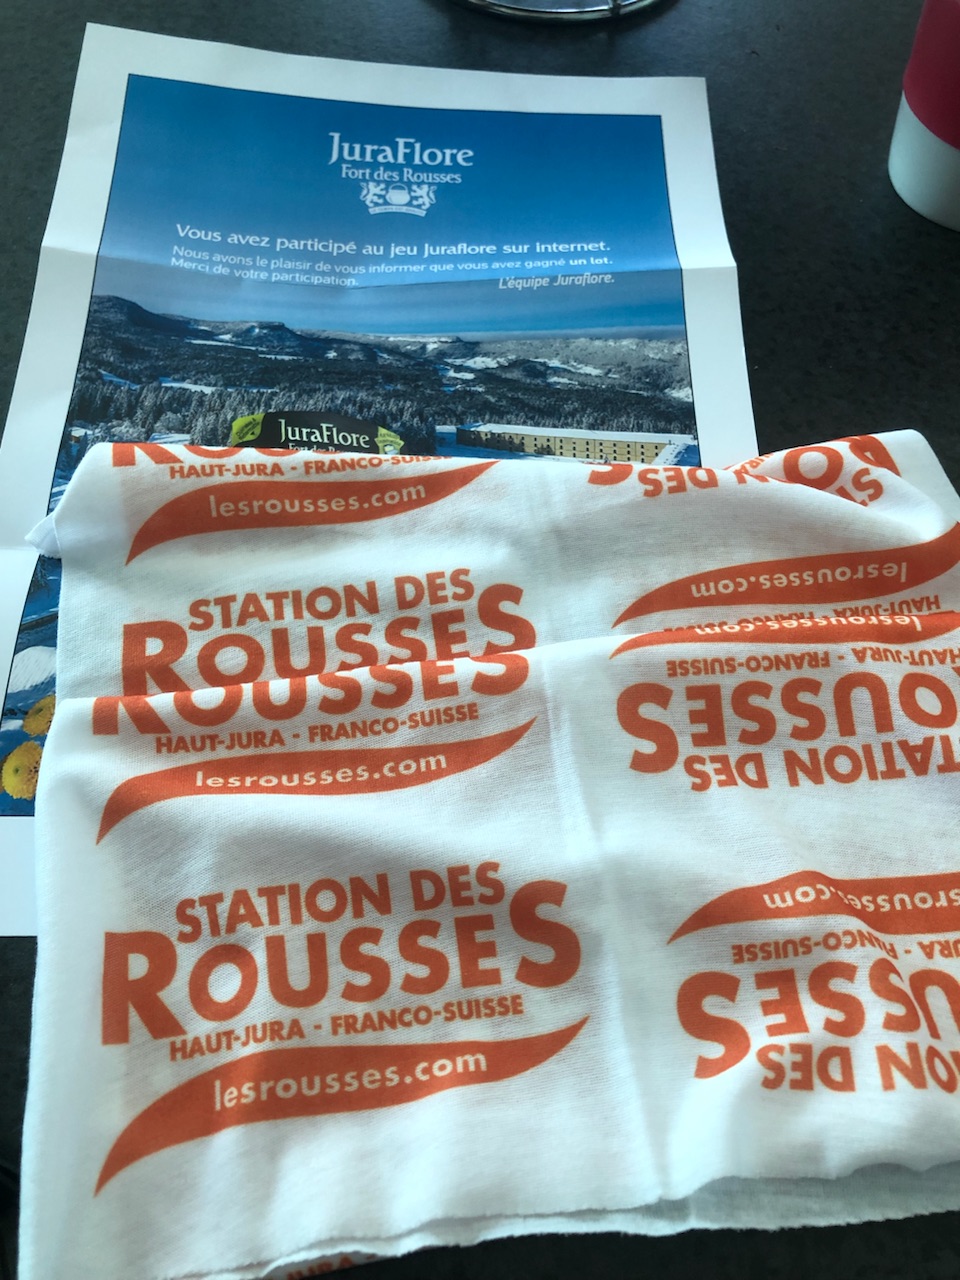 JuraFlore
Fort des Rousses
Vous avez participé au jeu Juraflore sur internet.
Nous avons le plaisir de vous informer que vous avez gagné un lot.
Merci de votre participation.
L'équipe Juraflore.
JuraFlore
HAUT-JURA - FRANCO-SUISSE
lesrousses.com
STATION DES
ROUSSES
ROUSSES
HAUT-JURA - FRANCO-SUISSE
lesrousses.com
STATION DES
ROUSSES
HAUT-JURA - FRANCO-SUISSE
lesrousses.com
lesrousses.com
HAUT-JURA
lesrousses.com
HAUT-JURA - FRANCO-SUISSE
ROUSSES
STATION DES